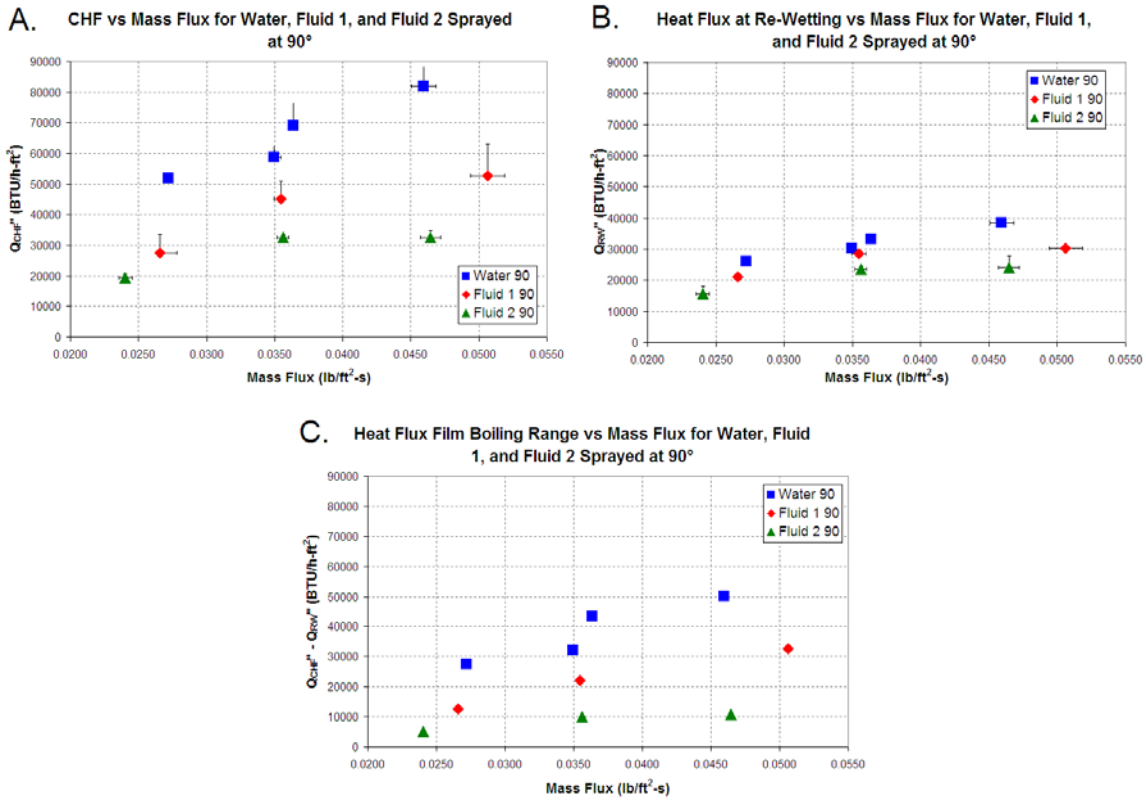 A.
CHF vs Mass Flux for Water, Fluid 1, and Fluid 2 Sprayed
at 90°
90000
80000
70000
60000
50000
40000
30000
20000
10000
0
Q_CHF" (BTU/h-ft²)
Water 90
Fluid 1 90
Fluid 2 90
0.0200 0.0250 0.0300 0.0350 0.0400 0.0450 0.0500 0.0550
Mass Flux (lb/ft²-s)
B.
Heat Flux at Re-Wetting vs Mass Flux for Water, Fluid 1,
and Fluid 2 Sprayed at 90°
90000
80000
70000
60000
50000
40000
30000
20000
10000
0
Q_RW" (BTU/h-ft²)
Water 90
Fluid 1 90
Fluid 2 90
0.0200 0.0250 0.0300 0.0350 0.0400 0.0450 0.0500 0.0550
Mass Flux (lb/ft²-s)
C.
Heat Flux Film Boiling Range vs Mass Flux for Water, Fluid
1, and Fluid 2 Sprayed at 90°
90000
80000
70000
60000
50000
40000
30000
20000
10000
0
Q_CHF" - Q_RW" (BTU/h-ft²)
Water 90
Fluid 1 90
Fluid 2 90
0.0200 0.0250 0.0300 0.0350 0.0400 0.0450 0.0500 0.0550
Mass Flux (lb/ft²-s)